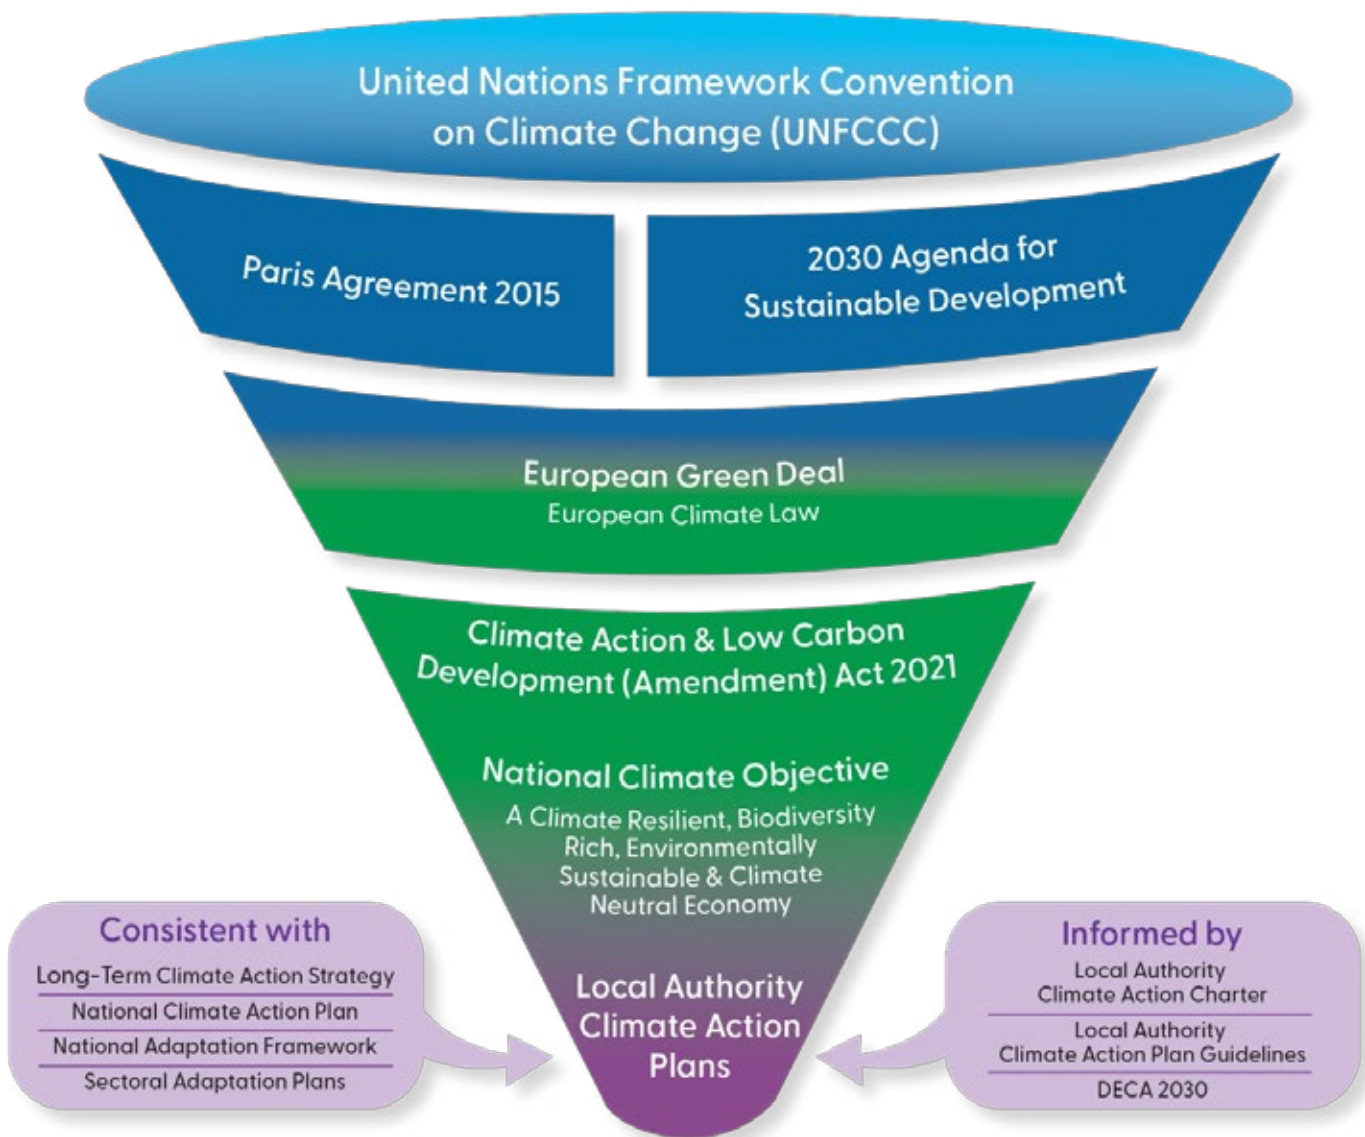 United Nations Framework Convention
on Climate Change (UNFCCC)
Paris Agreement 2015
2030 Agenda for
Sustainable Development
European Green Deal
European Climate Law
Climate Action & Low Carbon
Development (Amendment) Act 2021
National Climate Objective
A Climate Resilient, Biodiversity
Rich, Environmentally
Sustainable & Climate
Neutral Economy
Local Authority
Climate Action
Plans
Consistent with
Long-Term Climate Action Strategy
National Climate Action Plan
National Adaptation Framework
Sectoral Adaptation Plans
Informed by
Local Authority
Climate Action Charter
Local Authority
Climate Action Plan Guidelines
DECA 2030